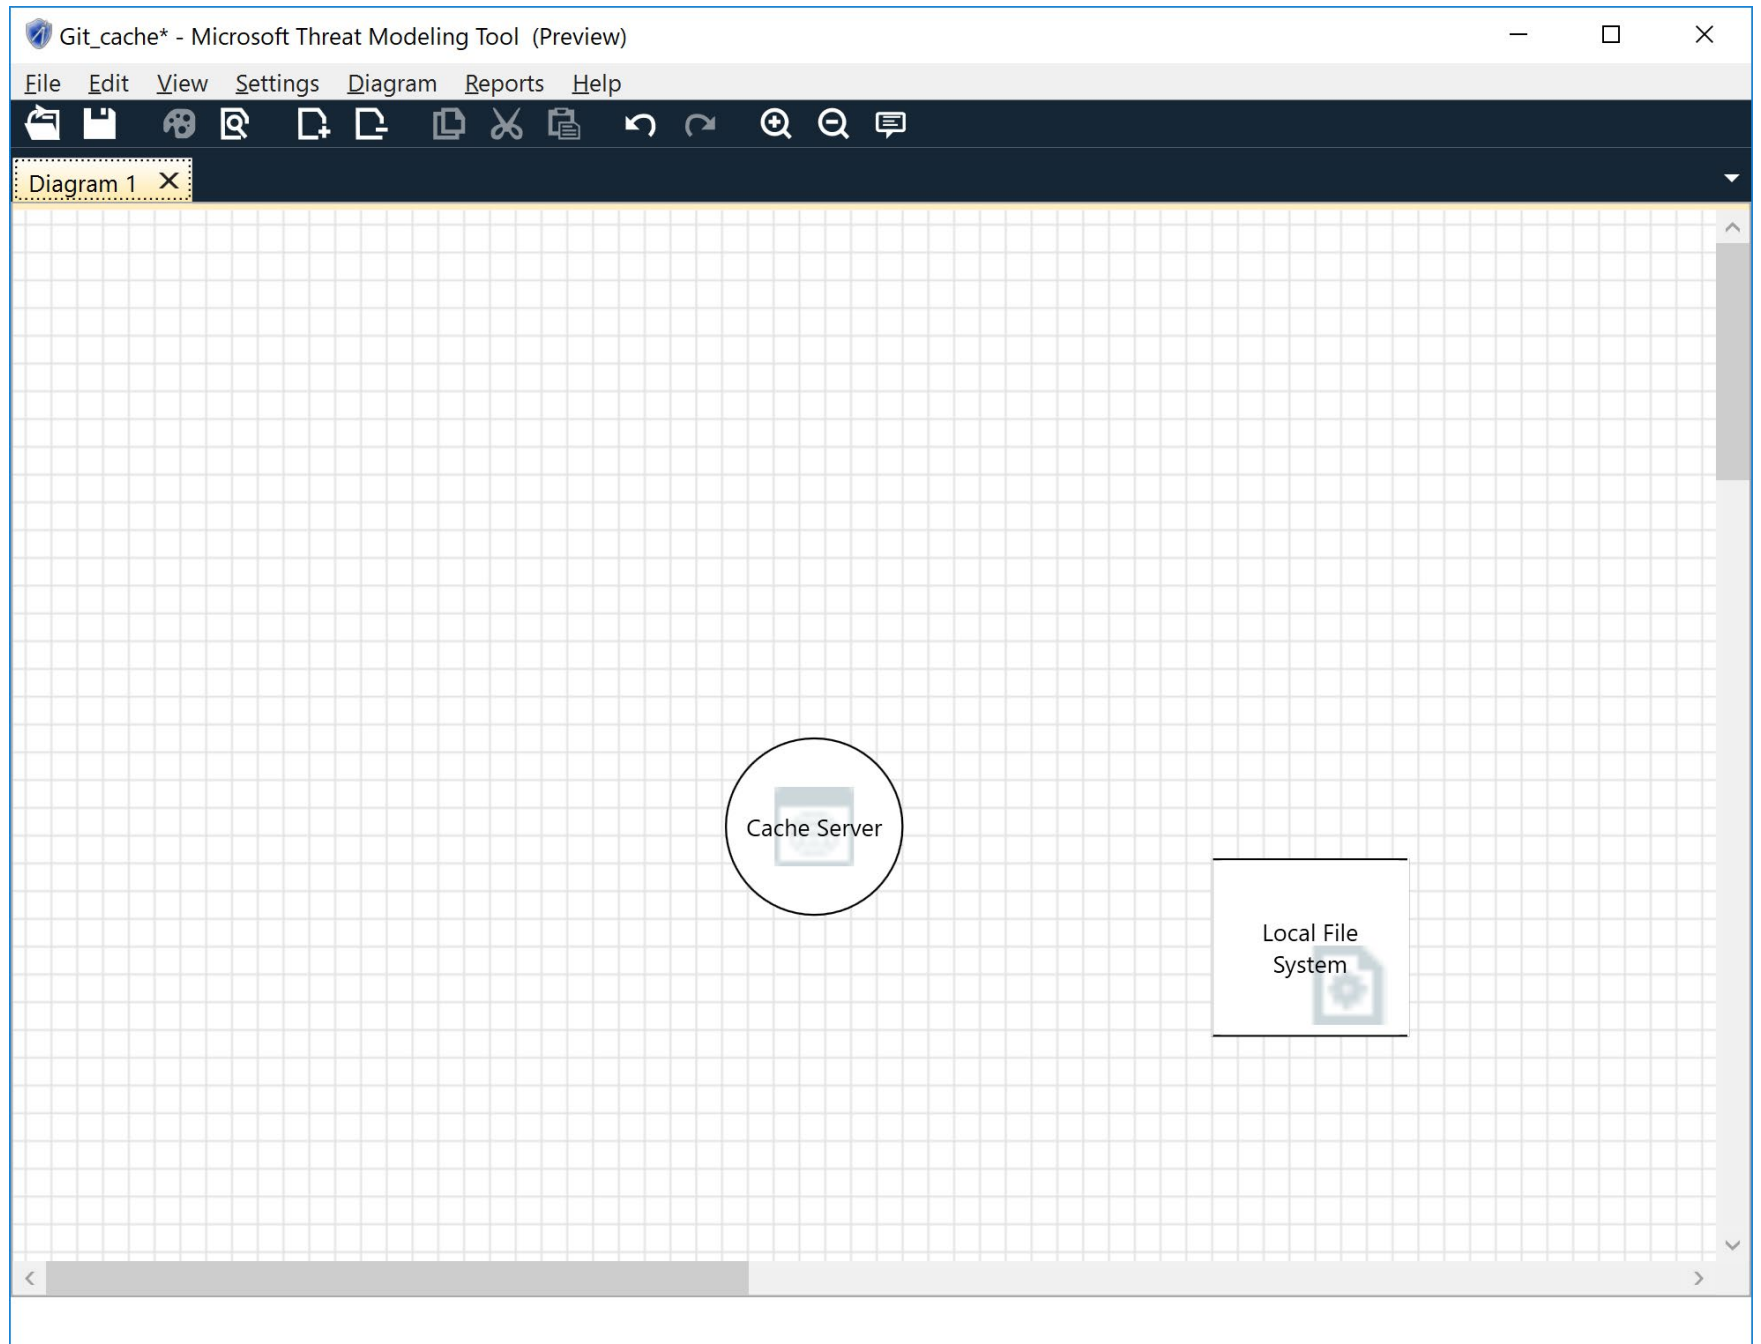 Git_cache* - Microsoft Threat Modeling Tool (Preview)
File Edit View Settings Diagram Reports Help
Diagram 1
Cache Server
Local File
System